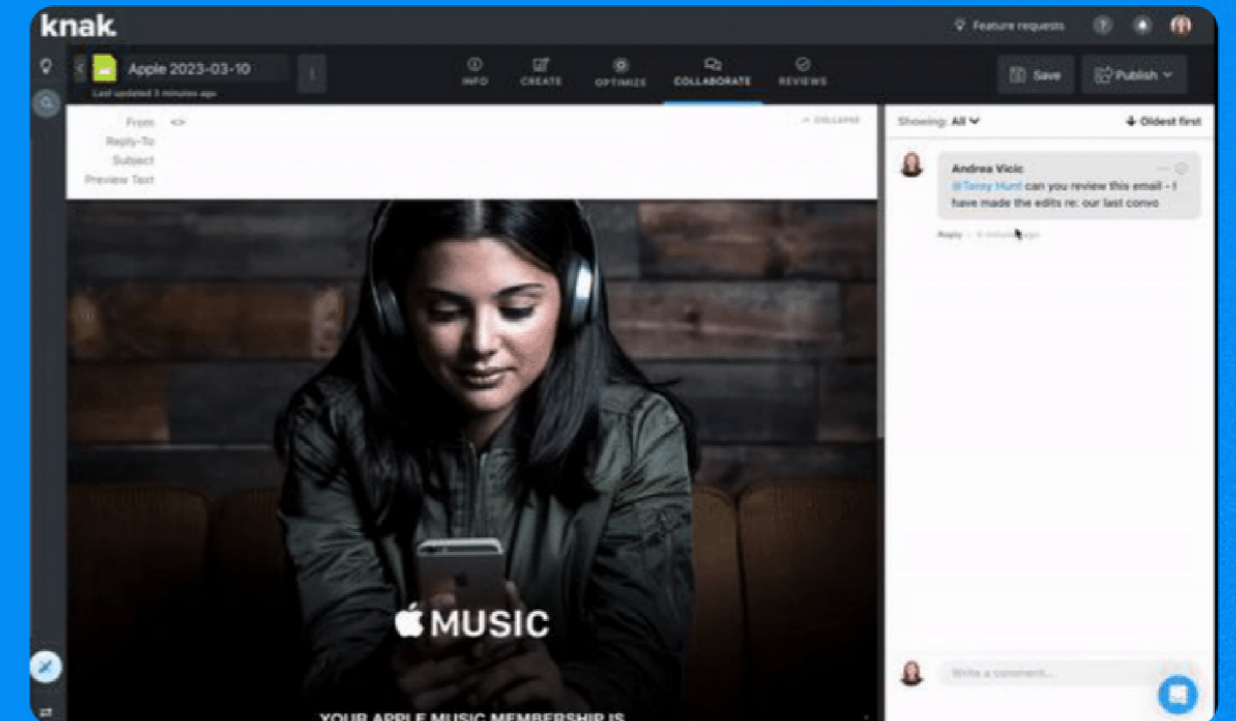 knak.
Feature requests
?
Apple 2023-03-10
Last updated 3 minutes ago
INFO
CREATE
OPTIMIZE
COLLABORATE
REVIEWS
Save
Publish
From <>
COLLAPSE
Reply-To
Subject
Preview Text
Showing: All
Oldest first
Andrea Vicic
can you review this email - I
have made the edits re: our last convo
Reply
Write a comment...
MUSIC
YOUR APPLE MUSIC MEMBERSHIP IS